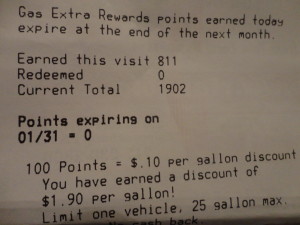 Gas Extra Rewards points earned today
expire at the end of the next month.
Earned this visit 811
Redeemed 0
Current Total 1902
Points expiring on
01/31 = 0
100 Points = $.10 per gallon discount
You have earned a discount of
$1.90 per gallon!
Limit one vehicle, 25 gallon max.
cash back